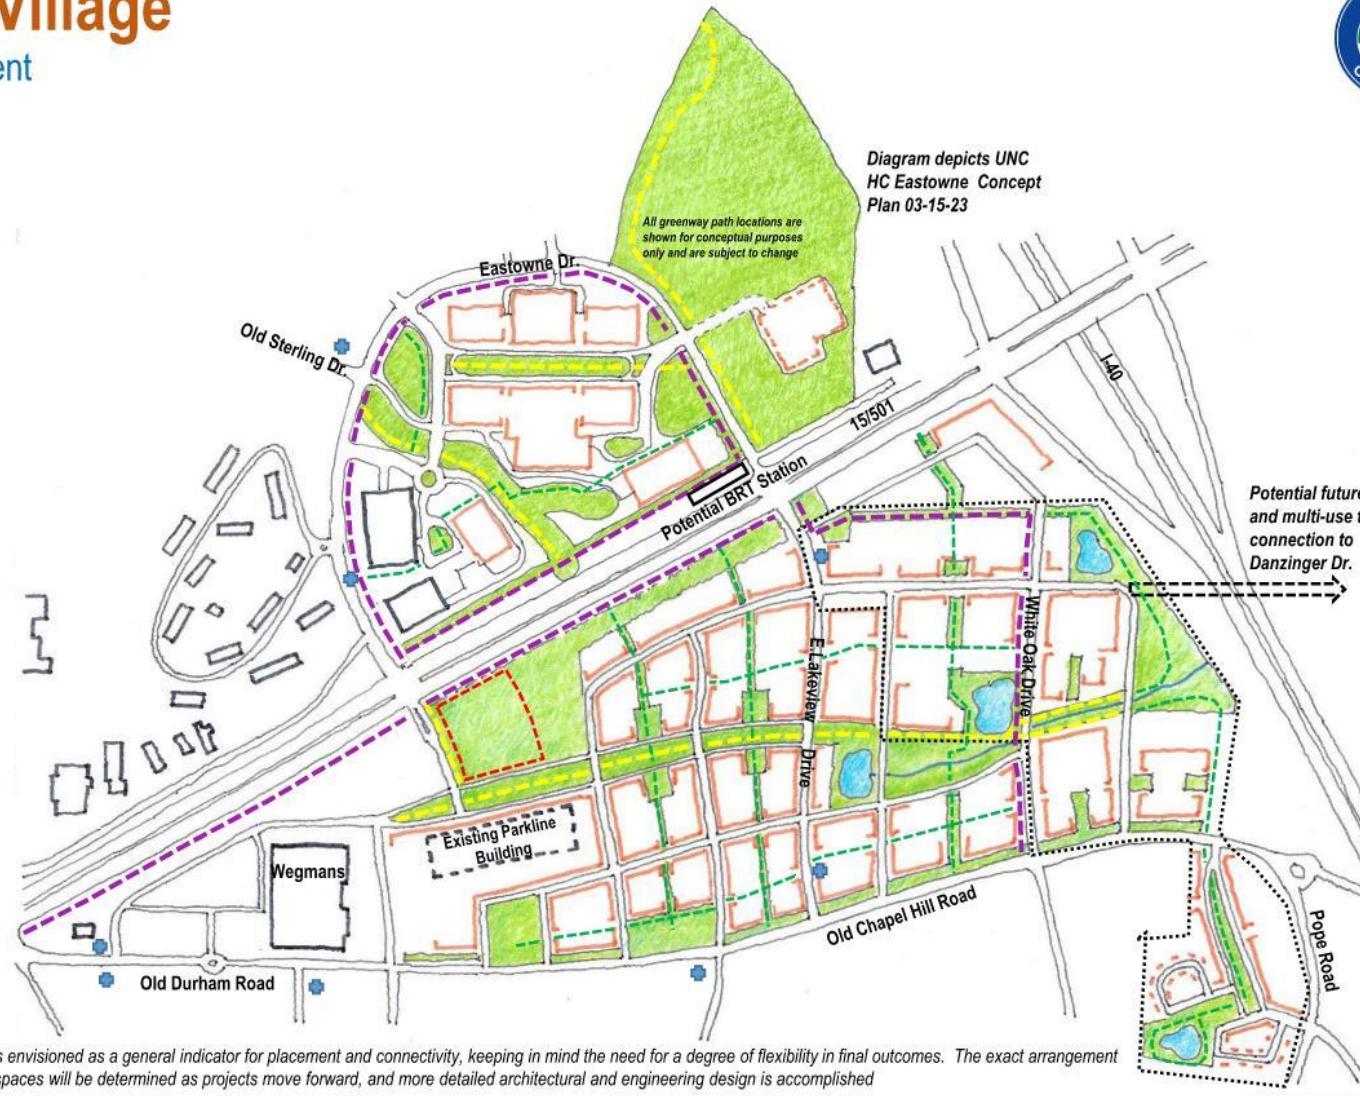 Village
Diagram depicts UNC
HC Eastowne Concept
Plan 03-15-23
All greenway path locations are
shown for conceptual purposes
only and are subject to change
Eastowne Dr.
Old Sterling Dr.
I-40
15/501
Potential BRT Station
Potential future
and multi-use
connection to
Danzinger Dr.
White Oak Drive
E.Lakeview Drive
Existing Parkline
Building
Wegmans
Old Chapel Hill Road
Pope Road
Old Durham Road
envisioned as a general indicator for placement and connectivity, keeping in mind the need for a degree of flexibility in final outcomes. The exact arrangement
spaces will be determined as projects move forward, and more detailed architectural and engineering design is accomplished